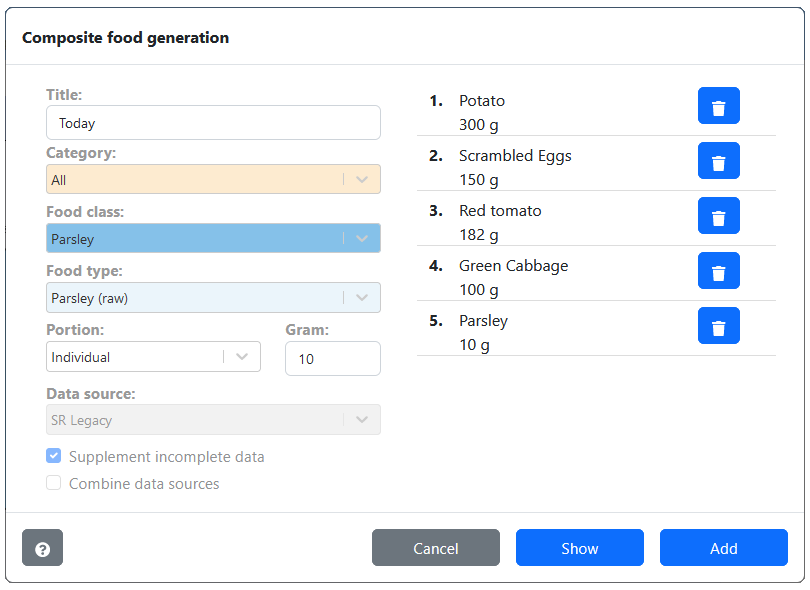 Composite food generation
Title:
Today
Category:
All
Food class:
Parsley
Food type:
Parsley (raw)
Portion:
Gram:
Individual
10
Data source:
SR Legacy
Supplement incomplete data
Combine data sources
1. Potato
300 g
2. Scrambled Eggs
150 g
3. Red tomato
182 g
4. Green Cabbage
100 g
5. Parsley
10 g
?
Cancel
Show
Add